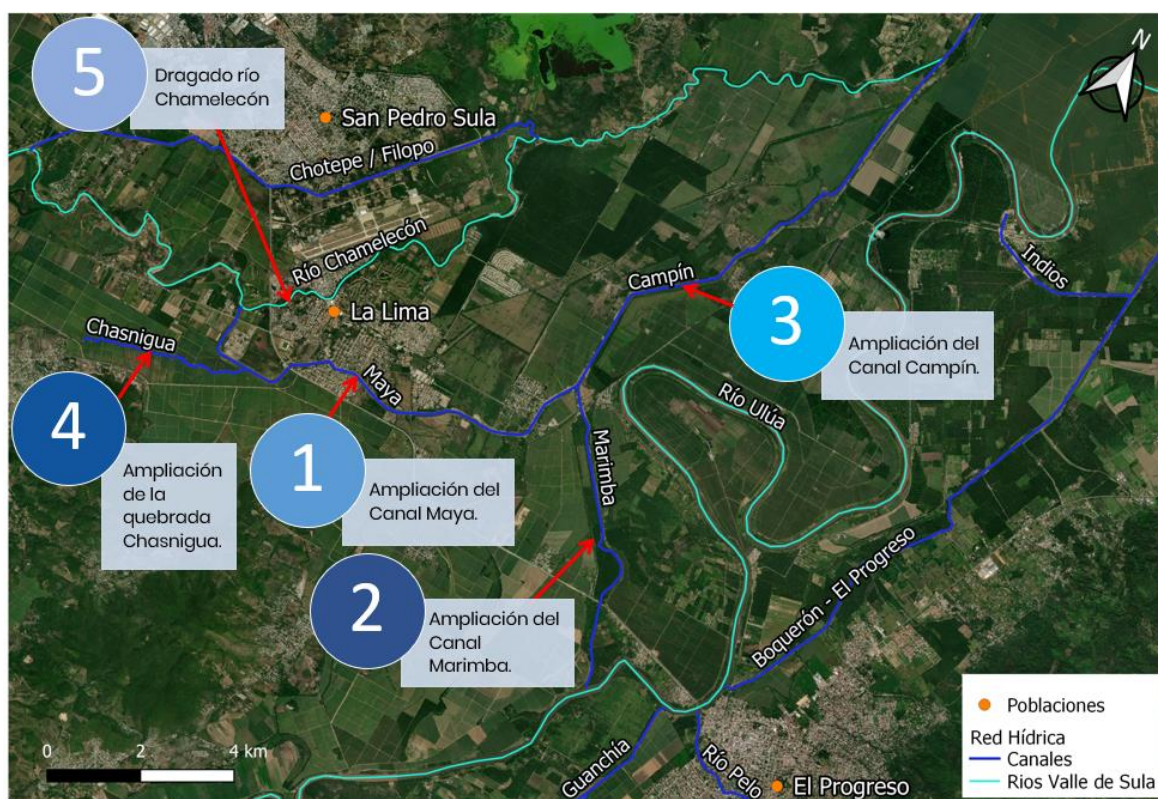 5
Dragado río
Chamelecón
N
San Pedro Sula
Chotepe / Filopo
Río Chamelecón
Campín
Indios
La Lima
3
Ampliación del
Canal Campín.
Chasnigua
Maya
Río Ulúa
4
Ampliación
de la
quebrada
Chasnigua.
1
Ampliación del
Canal Maya.
Marimba
2
Ampliación del
Canal
Marimba.
Boquerón - El Progreso
0 2 4 km
Guanchía
Río Pelo
El Progreso
Poblaciones
Red Hídrica
Canales
Rios Valle de Sula